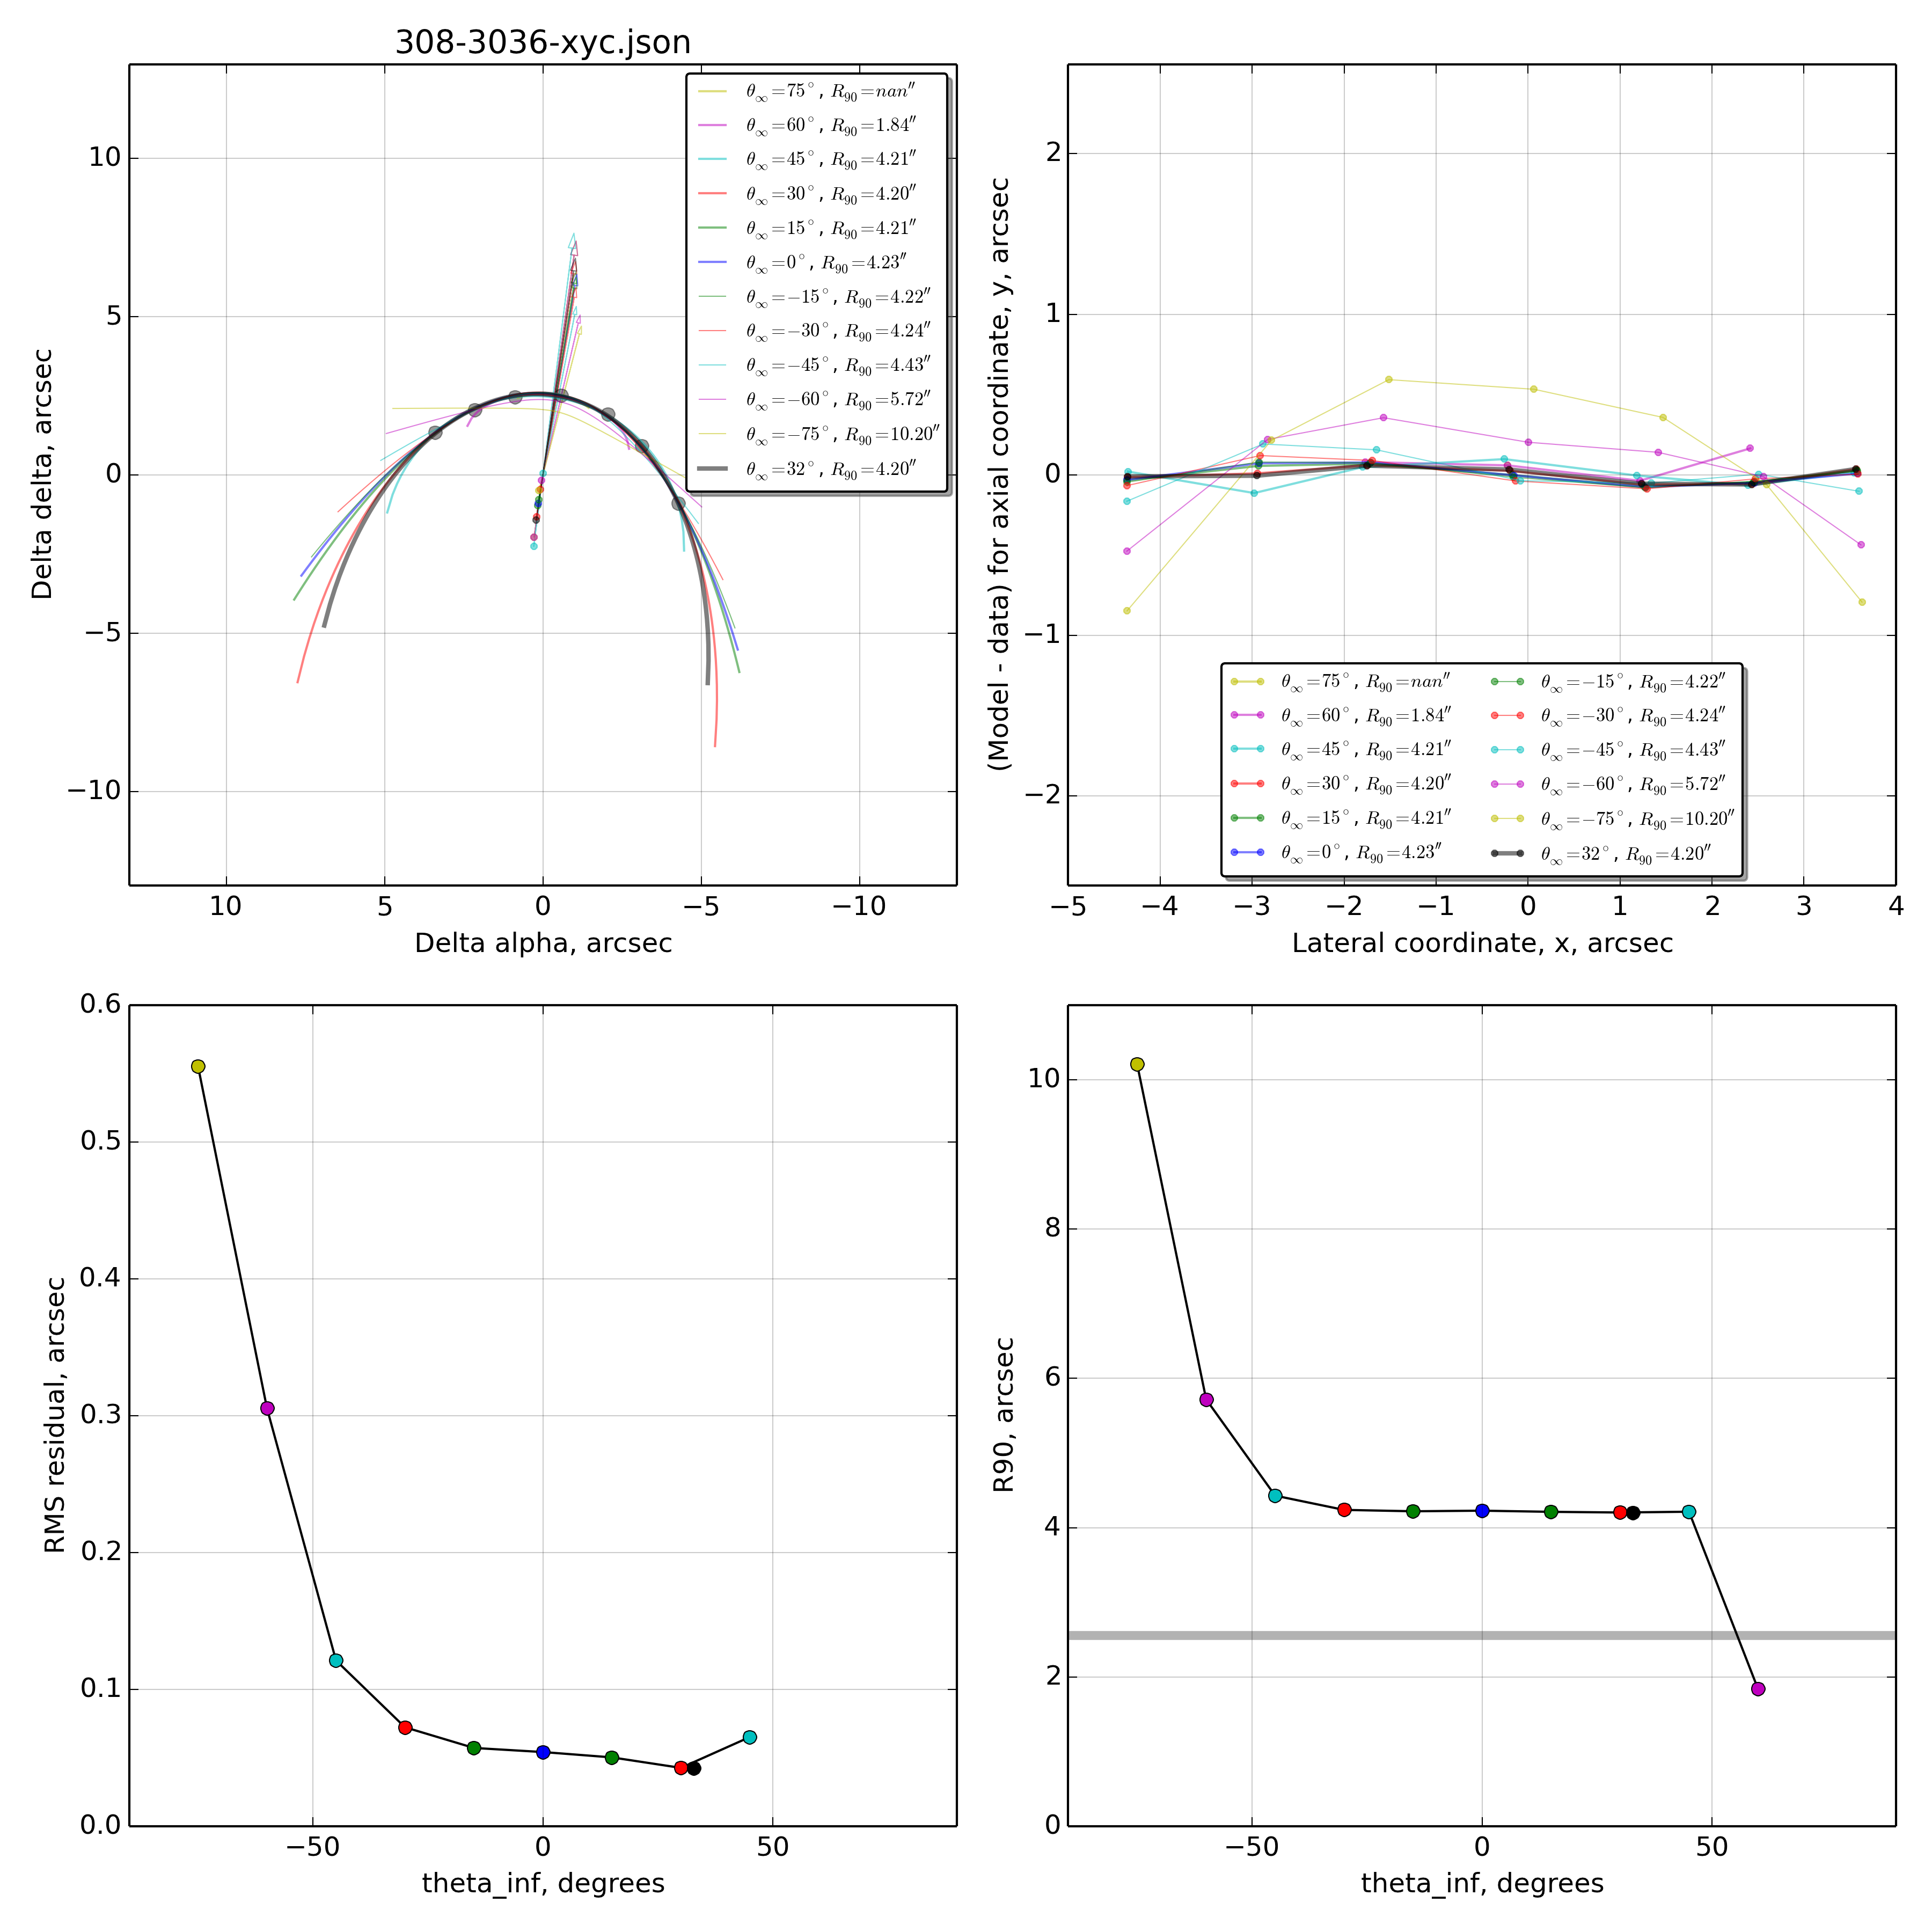 308-3036-xyc.json
θ∞=75°, R90=nan″
θ∞=60°, R90=1.84″
θ∞=45°, R90=4.21″
θ∞=30°, R90=4.20″
θ∞=15°, R90=4.21″
θ∞=0°, R90=4.23″
θ∞=−15°, R90=4.22″
θ∞=−30°, R90=4.24″
θ∞=−45°, R90=4.43″
θ∞=−60°, R90=5.72″
θ∞=−75°, R90=10.20″
θ∞=32°, R90=4.20″
10
5
0
−5
−10
Delta delta, arcsec
10 5 0 −5 −10
Delta alpha, arcsec
2
1
0
−1
−2
(Model - data) for axial coordinate, y, arcsec
θ∞=75°, R90=nan″ θ∞=−15°, R90=4.22″
θ∞=60°, R90=1.84″ θ∞=−30°, R90=4.24″
θ∞=45°, R90=4.21″ θ∞=−45°, R90=4.43″
θ∞=30°, R90=4.20″ θ∞=−60°, R90=5.72″
θ∞=15°, R90=4.21″ θ∞=−75°, R90=10.20″
θ∞=0°, R90=4.23″ θ∞=32°, R90=4.20″
−5 −4 −3 −2 −1 0 1 2 3 4
Lateral coordinate, x, arcsec
0.6
0.5
0.4
0.3
0.2
0.1
0.0
RMS residual, arcsec
−50 0 50
theta_inf, degrees
10
8
6
4
2
0
R90, arcsec
−50 0 50
theta_inf, degrees